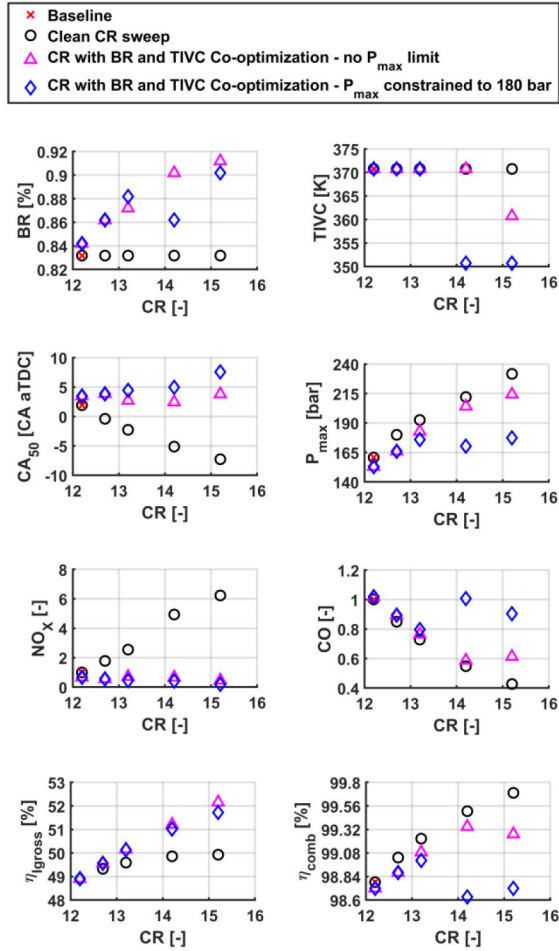 Baseline
Clean CR sweep
CR with BR and TIVC Co-optimization - no Pmax limit
CR with BR and TIVC Co-optimization - Pmax constrained to 180 bar
BR [%]
0.92
0.9
0.88
0.86
0.84
0.82
12 13 14 15 16
CR [-]
TIVC [K]
375
370
365
360
355
350
12 13 14 15 16
CR [-]
CA50 [CA aTDC]
10
5
0
-5
-10
12 13 14 15 16
CR [-]
Pmax [bar]
240
215
190
165
140
12 13 14 15 16
CR [-]
NOX [-]
8
6
4
2
0
12 13 14 15 16
CR [-]
CO [-]
1.2
1
0.8
0.6
0.4
12 13 14 15 16
CR [-]
ηIgross [%]
53
52
51
50
49
48
12 13 14 15 16
CR [-]
ηcomb [%]
99.8
99.56
99.32
99.08
98.84
98.6
12 13 14 15 16
CR [-]